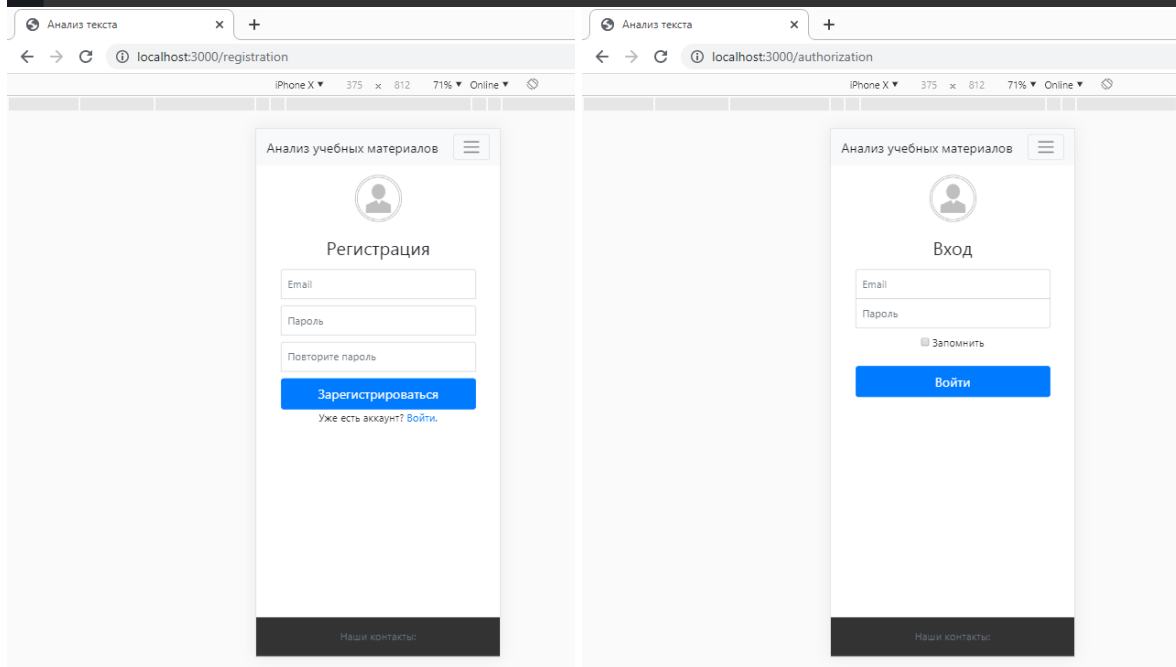 Анализ текста
localhost:3000/registration
iPhone X ▼ 375 x 812 71% ▼ Online ▼
Анализ учебных материалов
Регистрация
Email
Пароль
Повторите пароль
Зарегистрироваться
Уже есть аккаунт? Войти.
Наши контакты:
Анализ текста
localhost:3000/authorization
iPhone X ▼ 375 x 812 71% ▼ Online ▼
Анализ учебных материалов
Вход
Email
Пароль
Запомнить
Войти
Наши контакты: